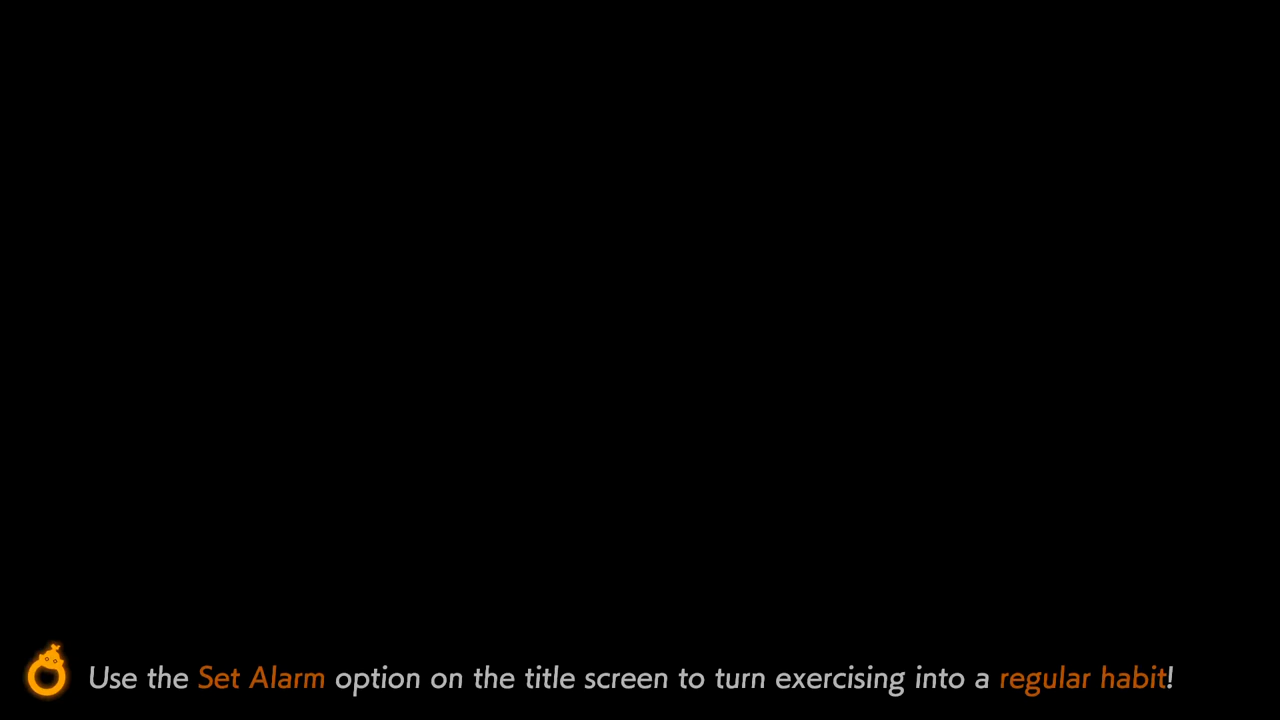 Use the Set Alarm option on the title screen to turn exercising into a regular habit!